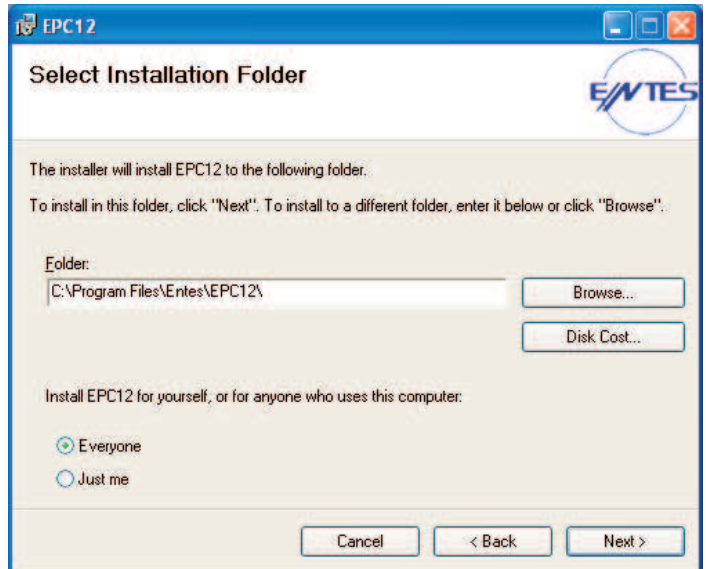 EPC12
Select Installation Folder
ENTES
The installer will install EPC12 to the following folder.
To install in this folder, click "Next". To install to a different folder, enter it below or click "Browse".
Folder:
C:\Program Files\Entes\EPC12\
Browse...
Disk Cost...
Install EPC12 for yourself, or for anyone who uses this computer:
Everyone
Just me
Cancel
< Back
Next >